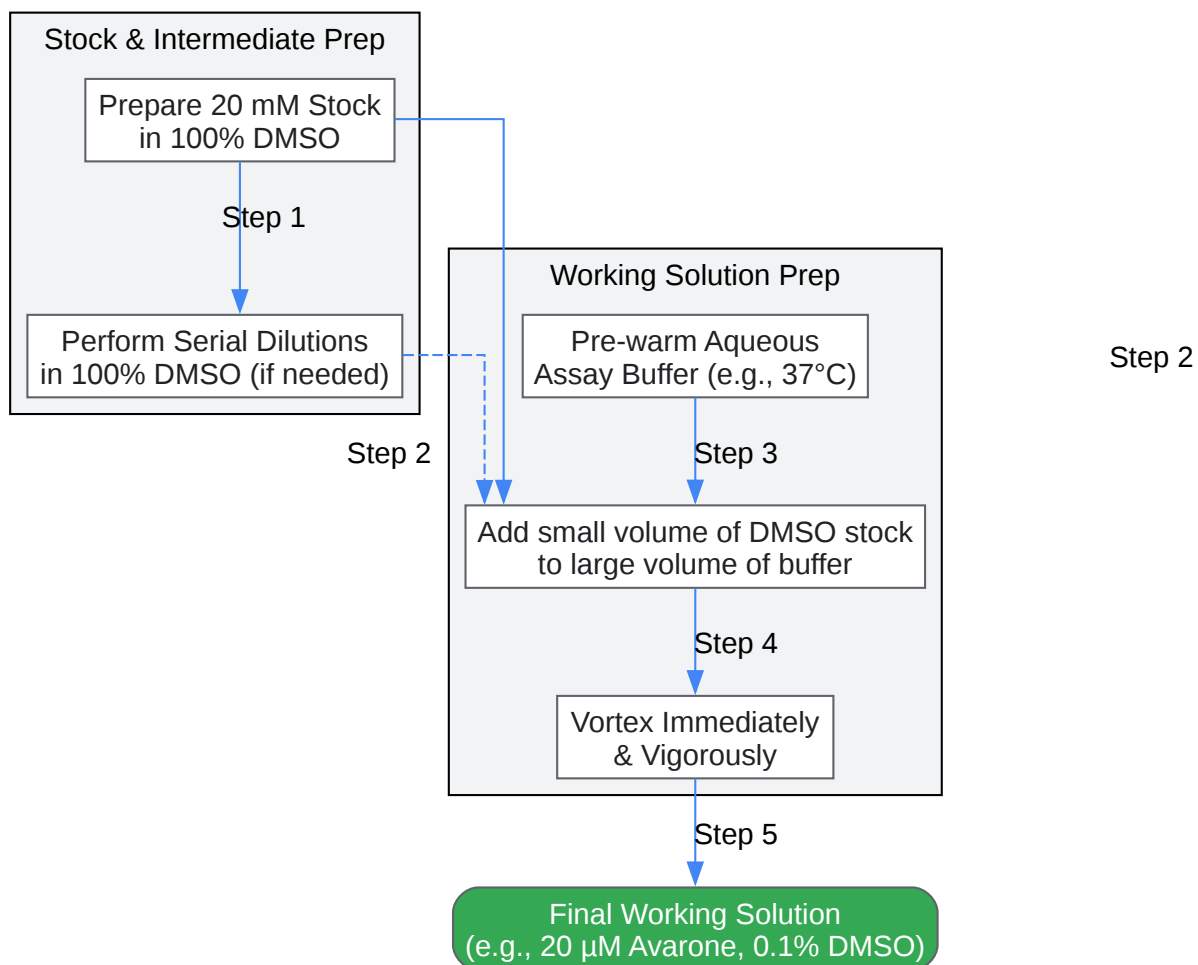 Stock & Intermediate Prep
Prepare 20 mM Stock
in 100% DMSO
Step 1
Perform Serial Dilutions
in 100% DMSO (if needed)
Step 2
Working Solution Prep
Pre-warm Aqueous
Assay Buffer (e.g., 37°C)
Step 2
Step 3
Add small volume of DMSO stock
to large volume of buffer
Step 4
Vortex Immediately
& Vigorously
Step 5
Final Working Solution
(e.g., 20 µM Avarone, 0.1% DMSO)